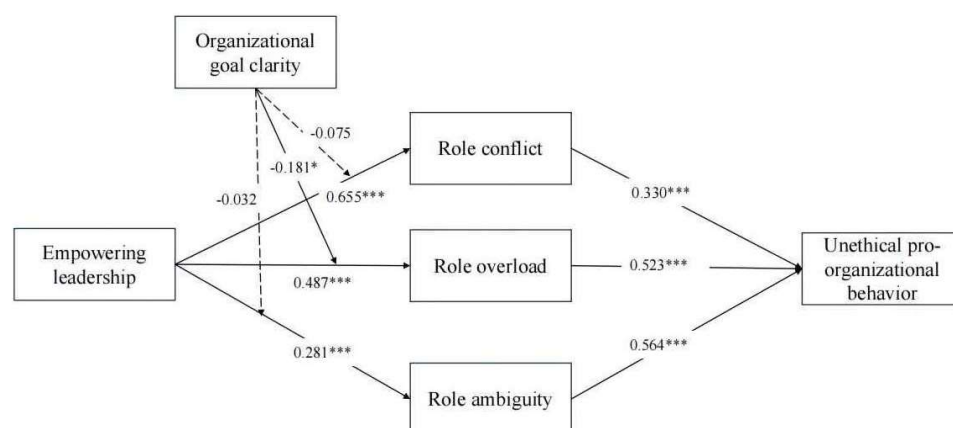 Organizational
goal clarity
-0.075
Role conflict
-0.181*
-0.032
0.655***
0.330***
Empowering
leadership
Role overload
Unethical pro-
organizational
behavior
0.487***
0.523***
0.281***
0.564***
Role ambiguity